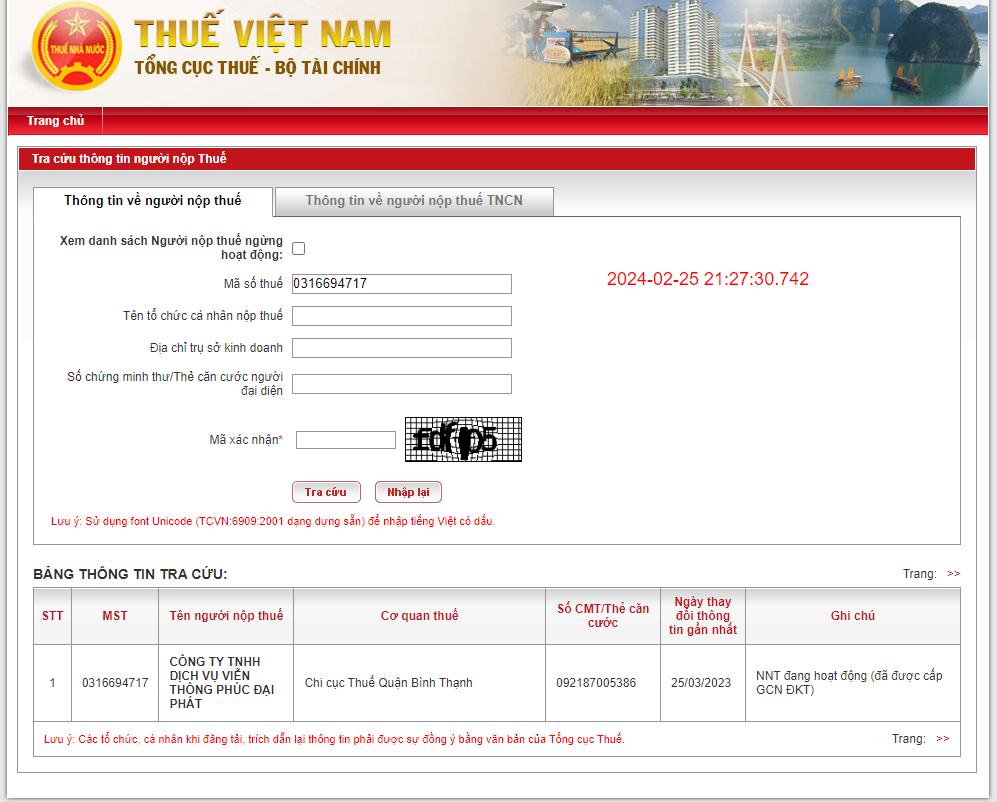 THUẾ NHÀ NƯỚC
THUẾ VIỆT NAM
TỔNG CỤC THUẾ - BỘ TÀI CHÍNH
Trang chủ
Tra cứu thông tin người nộp Thuế
Thông tin về người nộp thuế
Thông tin về người nộp thuế TNCN
Xem danh sách Người nộp thuế ngừng
hoạt động:
Mã số thuế
0316694717
2024-02-25 21:27:30.742
Tên tổ chức cá nhân nộp thuế
Địa chỉ trụ sở kinh doanh
Số chứng minh thư/Thẻ căn cước người
đại diện
Mã xác nhận*
Tra cứu
Nhập lại
Lưu ý: Sử dụng font Unicode (TCVN:6909:2001 dạng dựng sẵn) để nhập tiếng Việt có dấu.
BẢNG THÔNG TIN TRA CỨU:
Trang: >>
STT
MST
Tên người nộp thuế
Cơ quan thuế
Số CMT/Thẻ căn
cước
Ngày thay
đổi thông
tin gần nhất
Ghi chú
1
0316694717
CÔNG TY TNHH
DỊCH VỤ VIỄN
THÔNG PHÚC ĐẠI
PHÁT
Chi cục Thuế Quận Bình Thạnh
092187005386
25/03/2023
NNT đang hoạt động (đã được cấp
GCN ĐKT)
Lưu ý: Các tổ chức, cá nhân khi đăng tải, trích dẫn lại thông tin phải được sự đồng ý bằng văn bản của Tổng cục Thuế.
Trang: >>